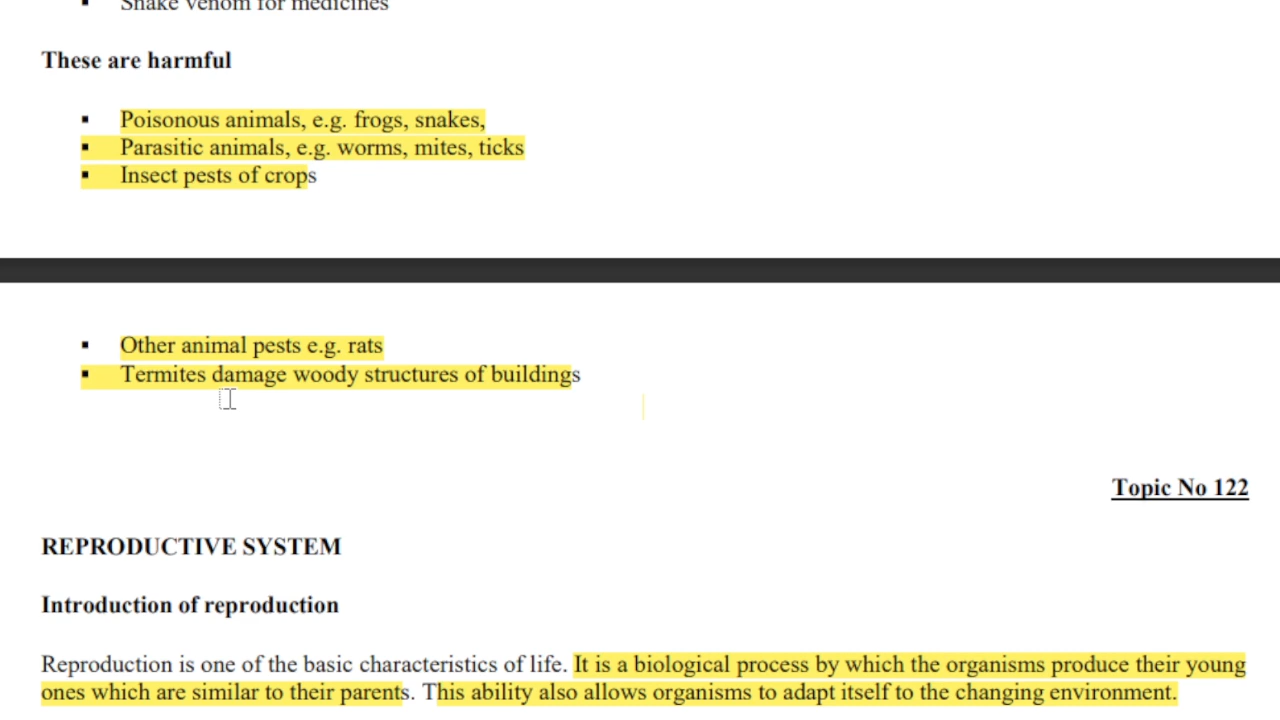 ▪ Snake venom for medicines
These are harmful
▪ Poisonous animals, e.g. frogs, snakes,
▪ Parasitic animals, e.g. worms, mites, ticks
▪ Insect pests of crops
▪ Other animal pests e.g. rats
▪ Termites damage woody structures of buildings
Topic No 122
REPRODUCTIVE SYSTEM
Introduction of reproduction
Reproduction is one of the basic characteristics of life. It is a biological process by which the organisms produce their young
ones which are similar to their parents. This ability also allows organisms to adapt itself to the changing environment.